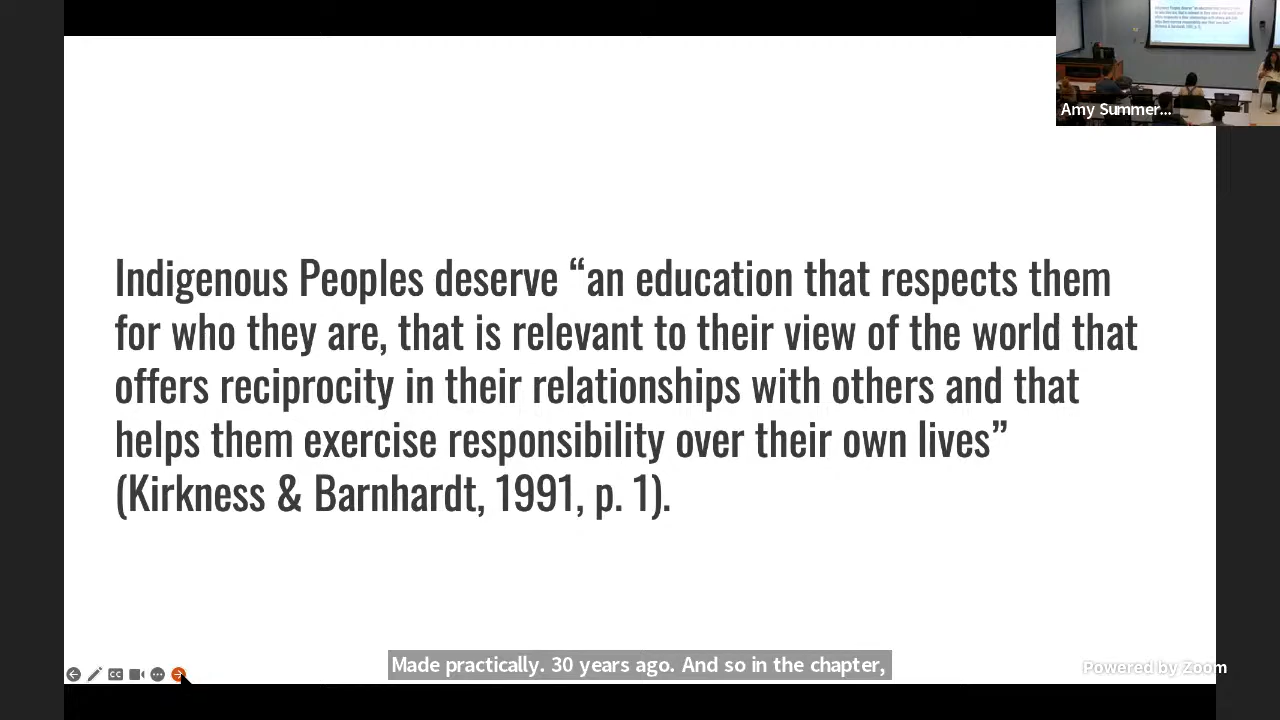 Amy Summer...
Indigenous Peoples deserve “an education that respects them
for who they are, that is relevant to their view of the world that
offers reciprocity in their relationships with others and that
helps them exercise responsibility over their own lives”
(Kirkness & Barnhardt, 1991, p. 1).
CC
Made practically. 30 years ago. And so in the chapter,
Powered by Zoom